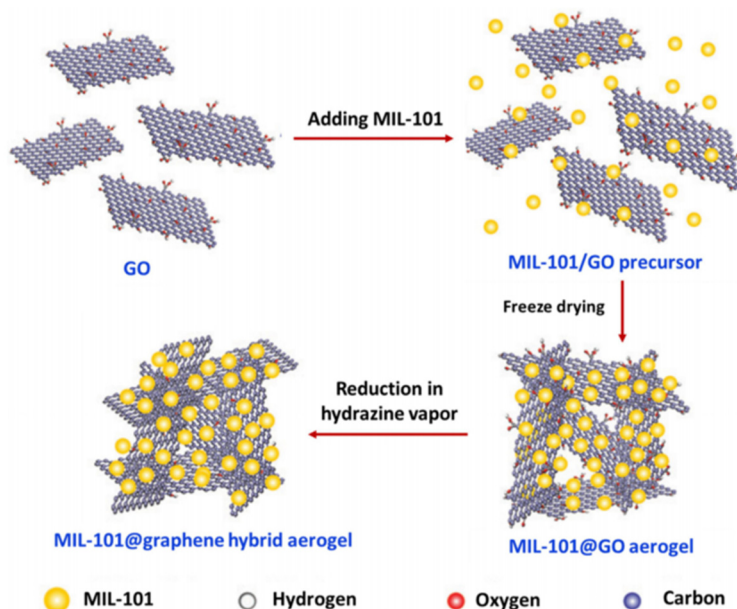 Adding MIL-101
GO
MIL-101/GO precursor
Freeze drying
Reduction in
hydrazine vapor
MIL-101@graphene hybrid aerogel
MIL-101@GO aerogel
MIL-101
Hydrogen
Oxygen
Carbon